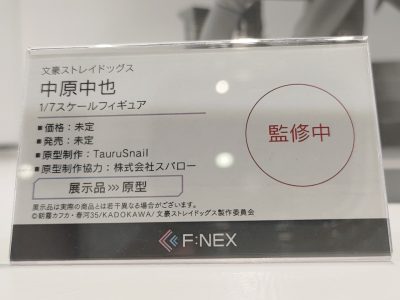 文豪ストレイドッグス
中原中也
1/7スケールフィギュア
■価格：未定
■発売：未定
■原型制作：TauruSnail
■原型制作協力：株式会社スパロー
展示品>>>原型
展示品は実際の商品とは若干異なる場合がございます。
©朝霧カフカ・春河35/KADOKAWA/文豪ストレイドッグス製作委員会
監修中
F:NEX